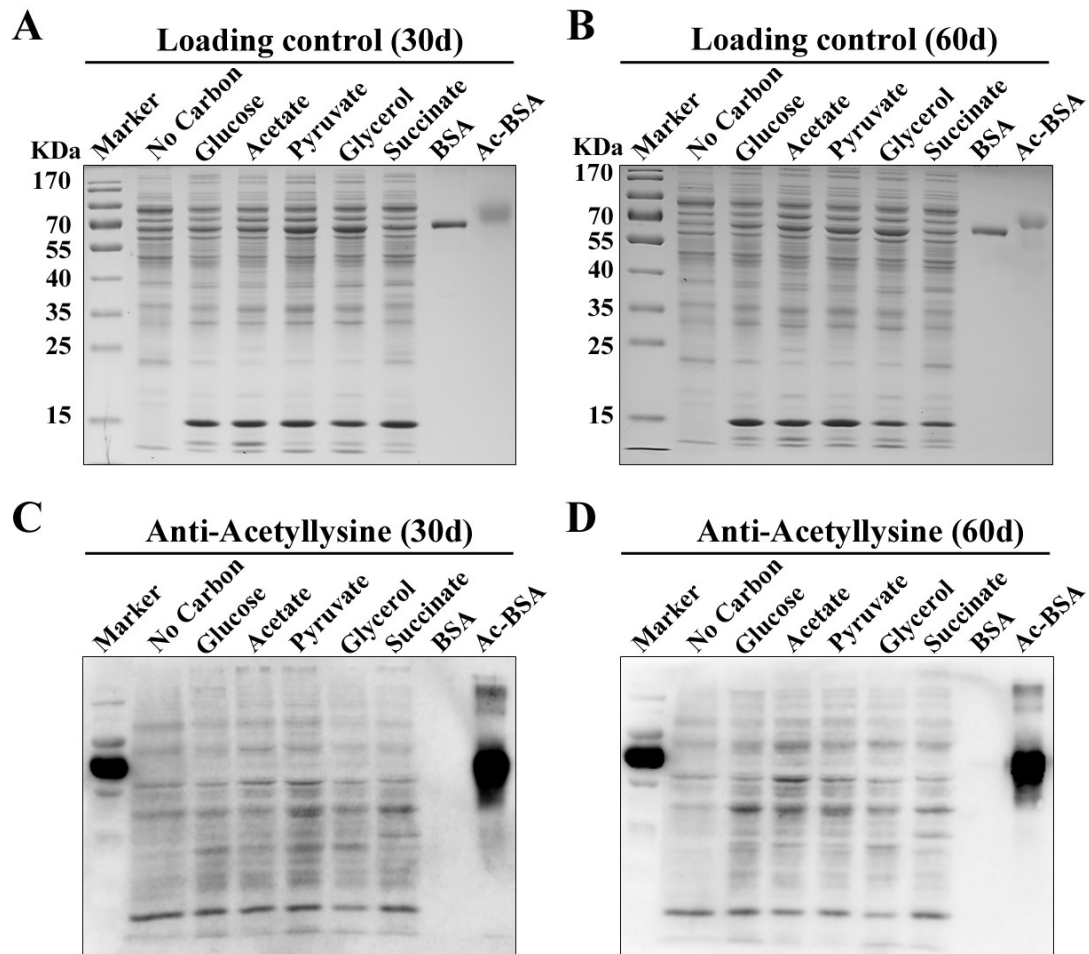 A
Loading control (30d)
Marker
No Carbon
Glucose
Acetate
Pyruvate
Glycerol
Succinate
BSA
Ac-BSA
KDa
170
70
55
40
35
25
15
B
Loading control (60d)
Marker
No Carbon
Glucose
Acetate
Pyruvate
Glycerol
Succinate
BSA
Ac-BSA
KDa
170
70
55
40
35
25
15
C
Anti-Acetyllysine (30d)
Marker
No Carbon
Glucose
Acetate
Pyruvate
Glycerol
Succinate
BSA
Ac-BSA
D
Anti-Acetyllysine (60d)
Marker
No Carbon
Glucose
Acetate
Pyruvate
Glycerol
Succinate
BSA
Ac-BSA